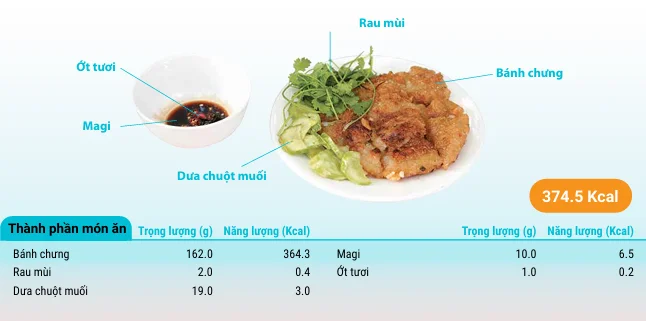 Rau mùi
Ớt tươi
Bánh chưng
Magi
Dưa chuột muối
374.5 Kcal
Thành phần món ăn Trọng lượng (g) Năng lượng (Kcal) Trọng lượng (g) Năng lượng (Kcal)
Bánh chưng 162.0 364.3 Magi 10.0 6.5
Rau mùi 2.0 0.4 Ớt tươi 1.0 0.2
Dưa chuột muối 19.0 3.0